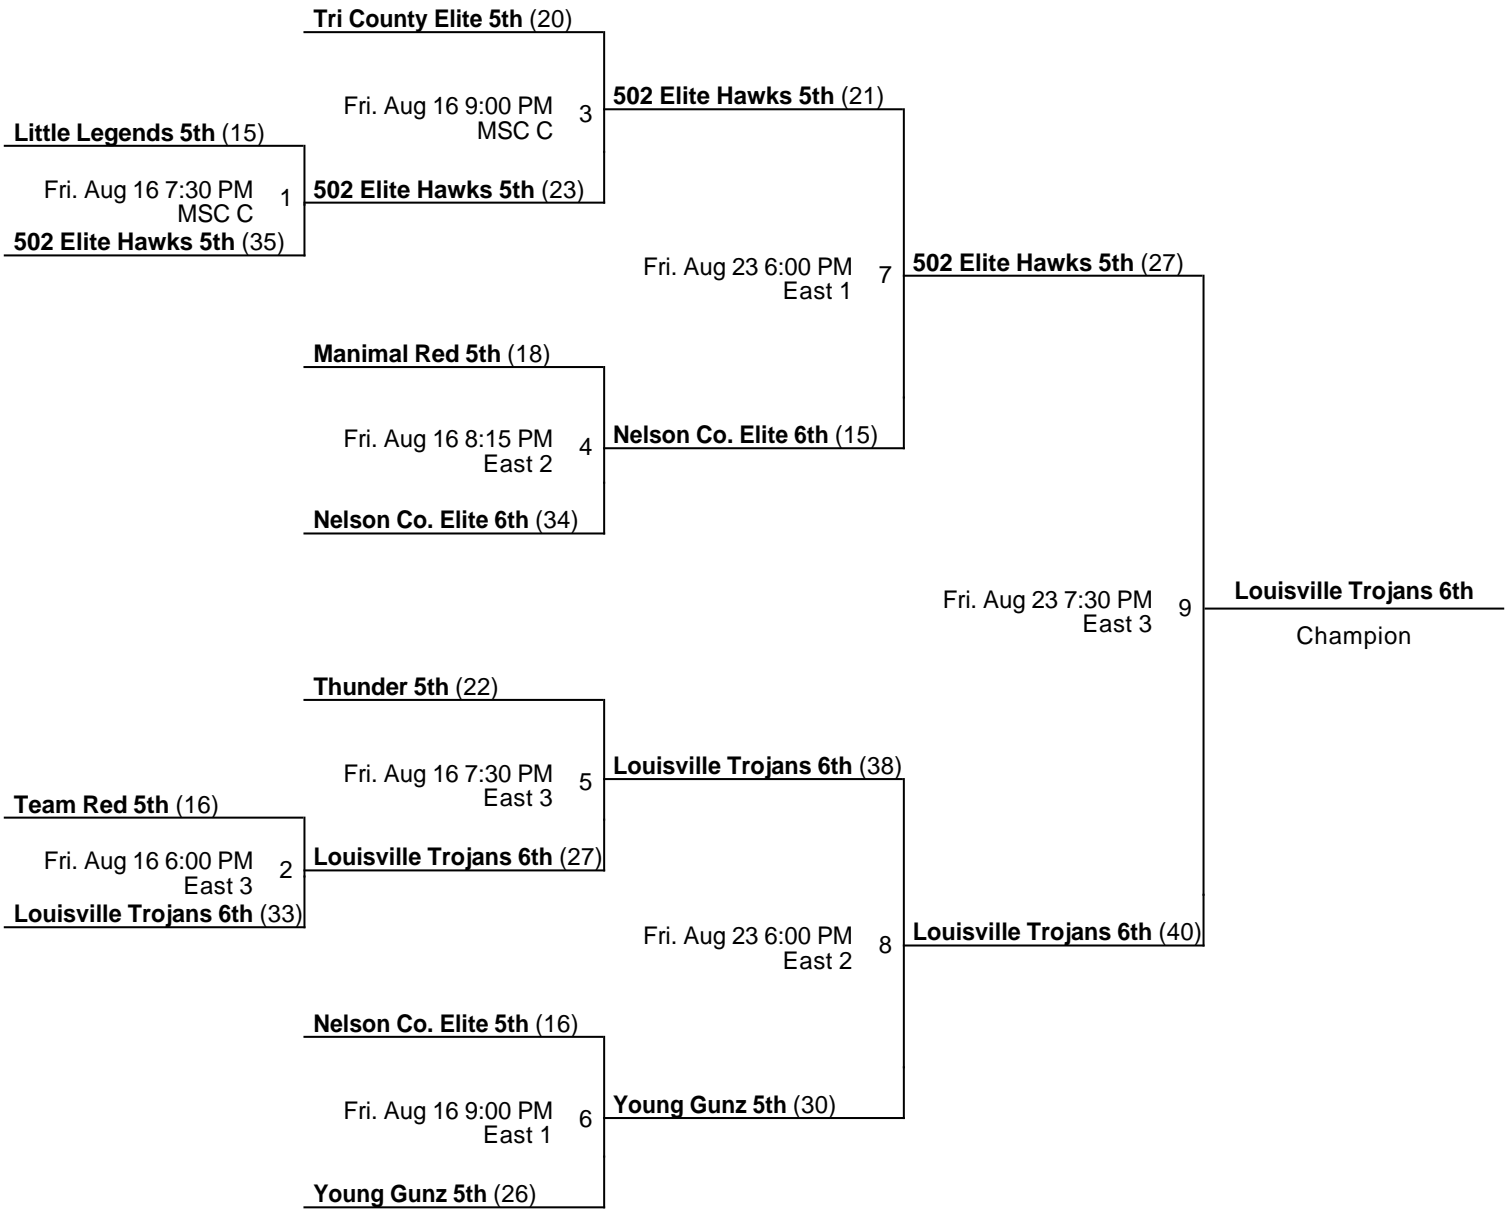 Tri County Elite 5th (20)
Fri. Aug 16 9:00 PM
MSC C
3
502 Elite Hawks 5th (21)
Little Legends 5th (15)
Fri. Aug 16 7:30 PM
MSC C
1
502 Elite Hawks 5th (23)
502 Elite Hawks 5th (35)
Fri. Aug 23 6:00 PM
East 1
7
502 Elite Hawks 5th (27)
Manimal Red 5th (18)
Fri. Aug 16 8:15 PM
East 2
4
Nelson Co. Elite 6th (15)
Nelson Co. Elite 6th (34)
Fri. Aug 23 7:30 PM
East 3
9
Louisville Trojans 6th
Champion
Thunder 5th (22)
Fri. Aug 16 7:30 PM
East 3
5
Louisville Trojans 6th (38)
Team Red 5th (16)
Fri. Aug 16 6:00 PM
East 3
2
Louisville Trojans 6th (27)
Louisville Trojans 6th (33)
Fri. Aug 23 6:00 PM
East 2
8
Louisville Trojans 6th (40)
Nelson Co. Elite 5th (16)
Fri. Aug 16 9:00 PM
East 1
6
Young Gunz 5th (30)
Young Gunz 5th (26)